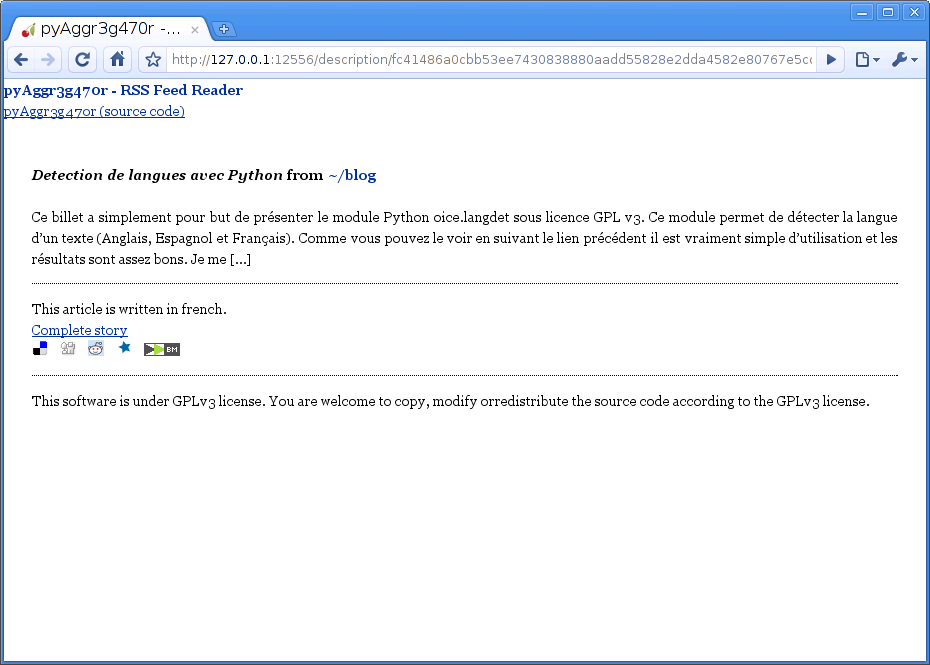 pyAggr3g470r -...
http://127.0.0.1:12556/description/fc41486a0cbb53ee7430838880aadd55828e2dda4582e80767e5cc
pyAggr3g470r - RSS Feed Reader
pyAggr3g470r (source code)
Detection de langues avec Python from ~/blog
Ce billet a simplement pour but de présenter le module Python oice.langdet sous licence GPL v3. Ce module permet de détecter la langue
d'un texte (Anglais, Espagnol et Français). Comme vous pouvez le voir en suivant le lien précédent il est vraiment simple d'utilisation et les
résultats sont assez bons. Je me [...]
This article is written in french.
Complete story
BM
This software is under GPLv3 license. You are welcome to copy, modify orredistribute the source code according to the GPLv3 license.